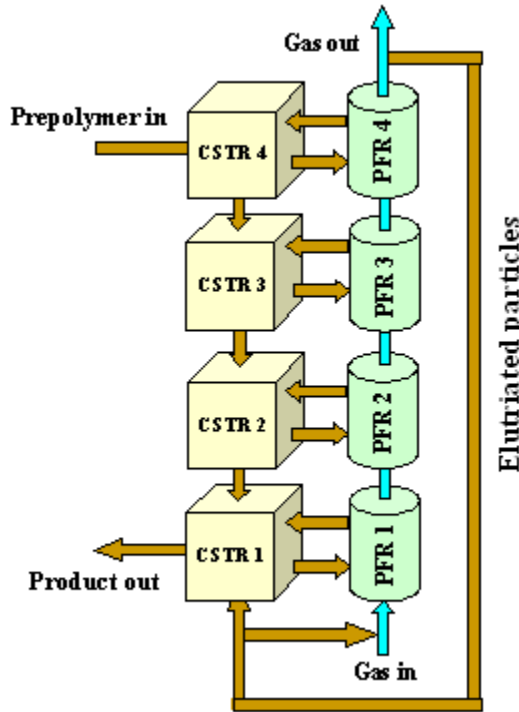 Gas out
Prepolymer in
CSTR 4
PFR 4
CSTR 3
PFR 3
Elutriated particles
CSTR 2
PFR 2
CSTR 1
PFR 1
Product out
Gas in